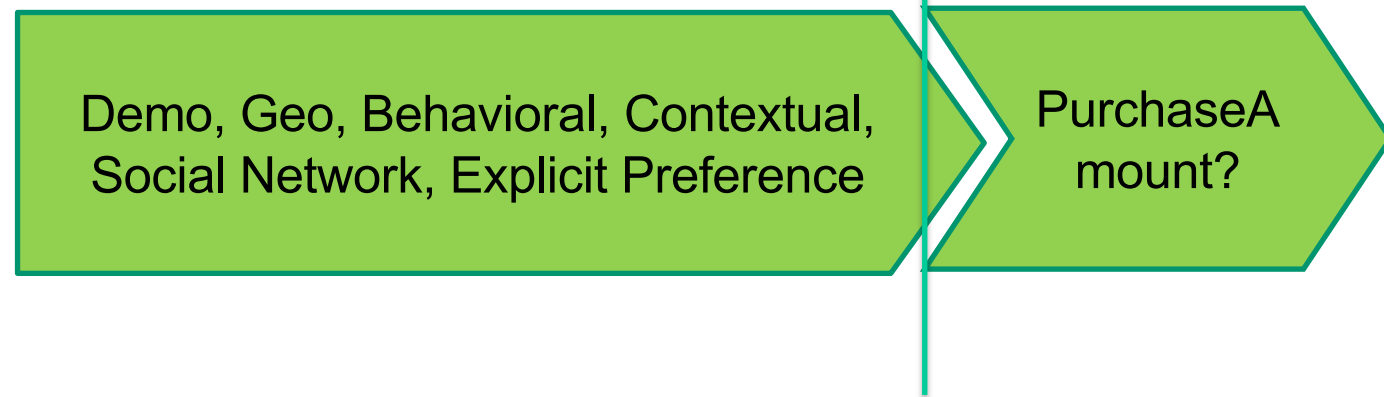 Demo, Geo, Behavioral, Contextual,
Social Network, Explicit Preference
PurchaseA
mount?